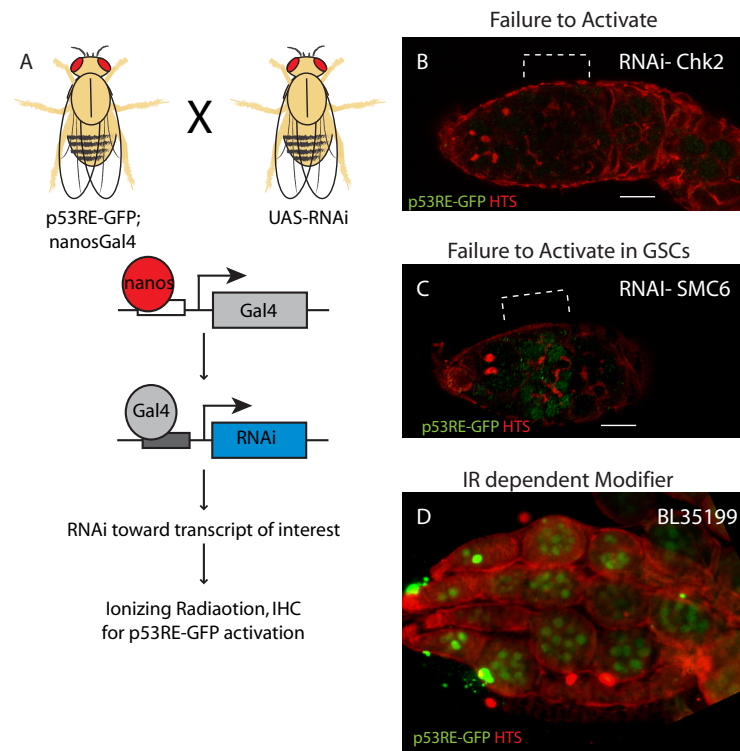 A
X
p53RE-GFP;
nanosGal4
UAS-RNAi
nanos
Gal4
Gal4
RNAi
RNAi toward transcript of interest
Ionizing Radiaotion, IHC
for p53RE-GFP activation
Failure to Activate
B
RNAi- Chk2
p53RE-GFP HTS
Failure to Activate in GSCs
C
RNAI- SMC6
p53RE-GFP HTS
IR dependent Modifier
D
BL35199
p53RE-GFP HTS